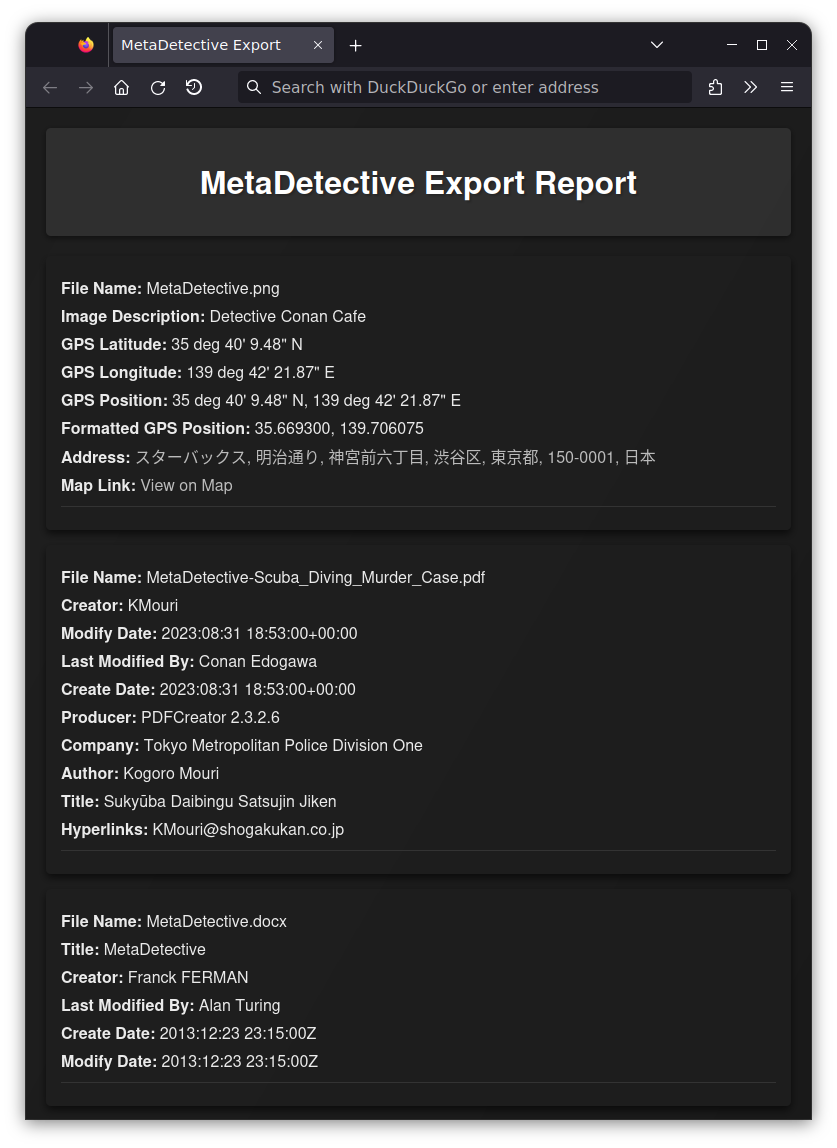 MetaDetective Export
Search with DuckDuckGo or enter address
MetaDetective Export Report
File Name: MetaDetective.png
Image Description: Detective Conan Cafe
GPS Latitude: 35 deg 40' 9.48" N
GPS Longitude: 139 deg 42' 21.87" E
GPS Position: 35 deg 40' 9.48" N, 139 deg 42' 21.87" E
Formatted GPS Position: 35.669300, 139.706075
Address: スターバックス, 明治通り, 神宮前六丁目, 渋谷区, 東京都, 150-0001, 日本
Map Link: View on Map
File Name: MetaDetective-Scuba_Diving_Murder_Case.pdf
Creator: KMouri
Modify Date: 2023:08:31 18:53:00+00:00
Last Modified By: Conan Edogawa
Create Date: 2023:08:31 18:53:00+00:00
Producer: PDFCreator 2.3.2.6
Company: Tokyo Metropolitan Police Division One
Author: Kogoro Mouri
Title: Sukyūba Daibingu Satsujin Jiken
Hyperlinks: KMouri@shogakukan.co.jp
File Name: MetaDetective.docx
Title: MetaDetective
Creator: Franck FERMAN
Last Modified By: Alan Turing
Create Date: 2013:12:23 23:15:00Z
Modify Date: 2013:12:23 23:15:00Z